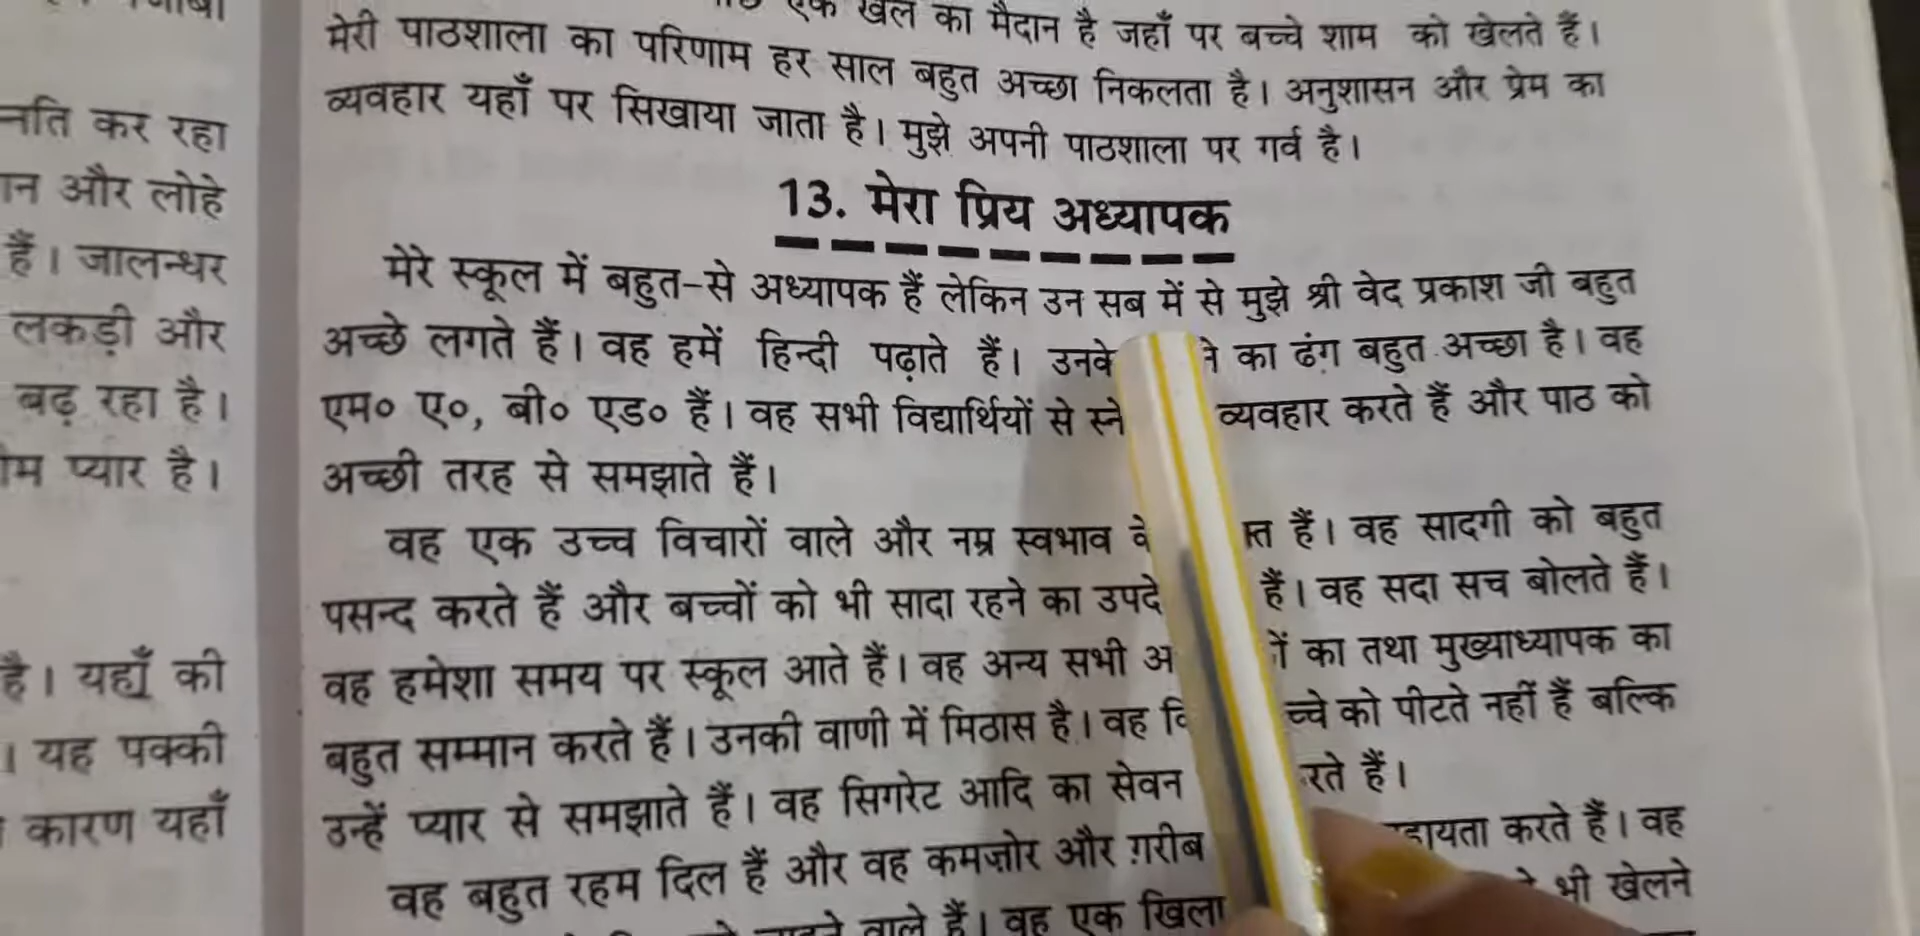 नति कर रहा
और लोहे
हैं। जालन्धर
लकड़ी और
बढ़ रहा है।
प्यार है।
है। यहाँ की
। यह पक्की
कारण यहाँ
एक खेल का मैदान है जहाँ पर बच्चे शाम को खेलते हैं।
मेरी पाठशाला का परिणाम हर साल बहुत अच्छा निकलता है। अनुशासन और प्रेम का
व्यवहार यहाँ पर सिखाया जाता है। मुझे अपनी पाठशाला पर गर्व है।
13. मेरा प्रिय अध्यापक
मेरे स्कूल में बहुत-से अध्यापक हैं लेकिन उन सब में से मुझे श्री वेद प्रकाश जी बहुत
अच्छे लगते हैं। वह हमें हिन्दी पढ़ाते हैं। उनके का ढंग बहुत अच्छा है। वह
एम० ए०, बी० एड० हैं। वह सभी विद्यार्थियों से व्यवहार करते हैं और पाठ को
अच्छी तरह से समझाते हैं।
वह एक उच्च विचारों वाले और नम्र स्वभाव हैं। वह सादगी को बहुत
पसन्द करते हैं और बच्चों को भी सादा रहने का हैं। वह सदा सच बोलते हैं।
वह हमेशा समय पर स्कूल आते हैं। वह अन्य सभी का तथा मुख्याध्यापक का
बहुत सम्मान करते हैं। उनकी वाणी में मिठास है। वह को पीटते नहीं हैं बल्कि
उन्हें प्यार से समझाते हैं। वह सिगरेट आदि का सेवन हैं।
वह बहुत रहम दिल हैं और वह कमज़ोर और ग़रीब करते हैं। वह
वाले हैं। वह एक भी खेलने